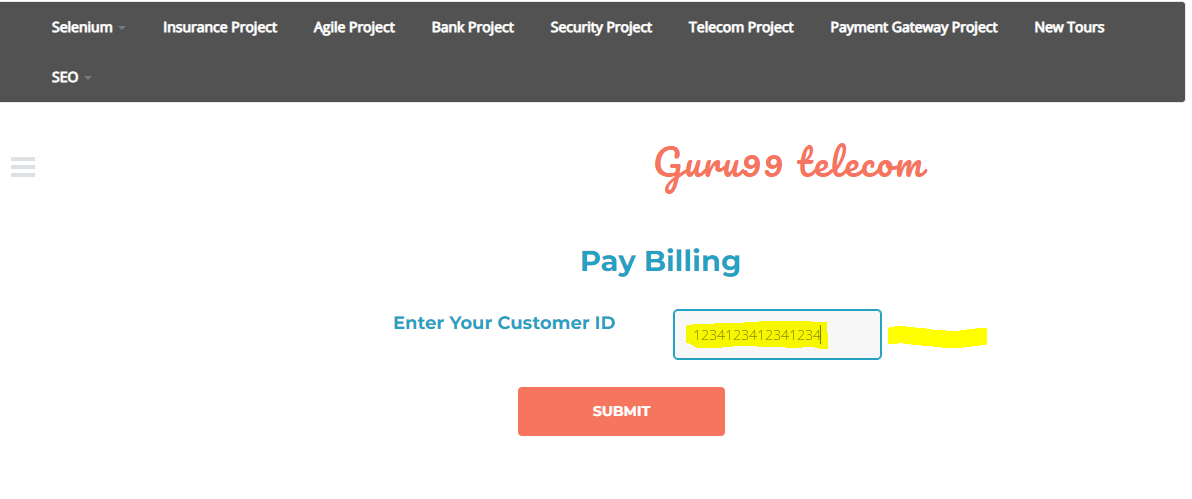 Selenium Insurance Project Agile Project Bank Project Security Project Telecom Project Payment Gateway Project New Tours
SEO
Guru99 telecom
Pay Billing
Enter Your Customer ID 1234123412341234
SUBMIT